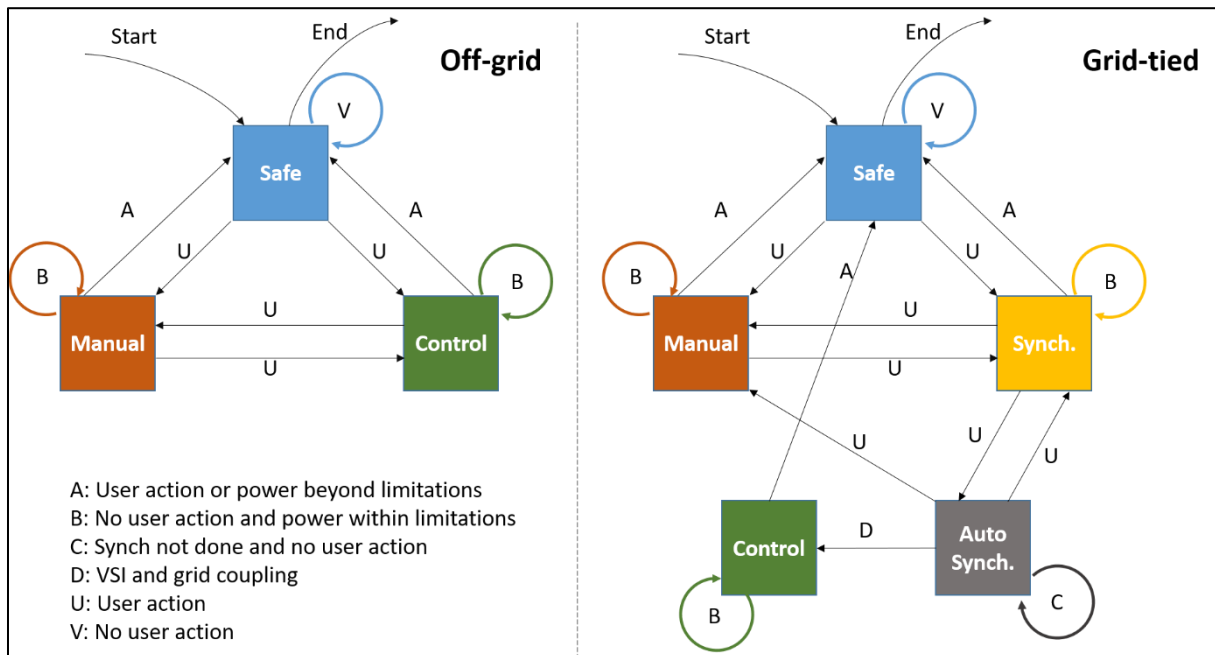 Start
End
Off-grid
V
Safe
A
A
U
U
B
B
Manual
U
Control
U
A: User action or power beyond limitations
B: No user action and power within limitations
C: Synch not done and no user action
D: VSI and grid coupling
U: User action
V: No user action
Start
End
Grid-tied
V
Safe
A
A
U
U
A
B
B
Manual
U
Synch.
U
U
U
U
Control
D
Auto
Synch.
B
C